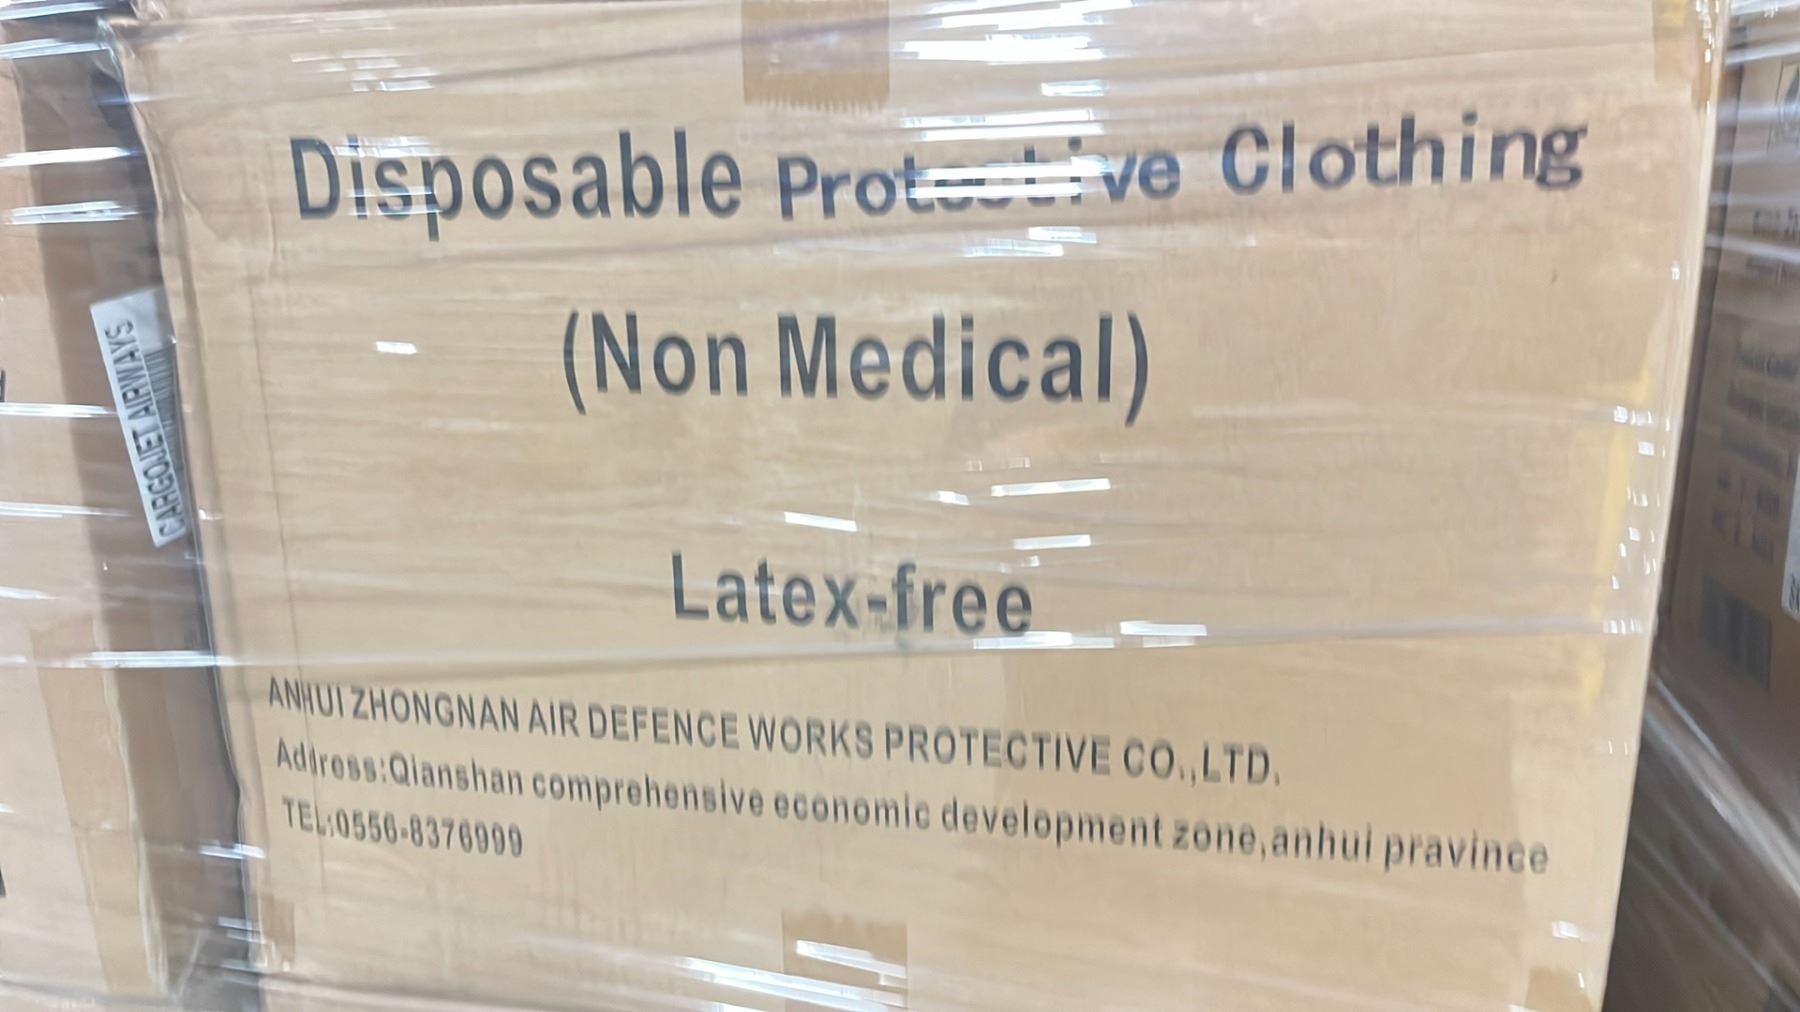 Disposable Protective Clothing
(Non Medical)
Latex-free
ANHUI ZHONGNAN AIR DEFENCE WORKS PROTECTIVE CO.,LTD.
Address:Qianshan comprehensive economic development zone,anhui pravince
TEL:0556-8376999
CARGOJET AIRWAYS